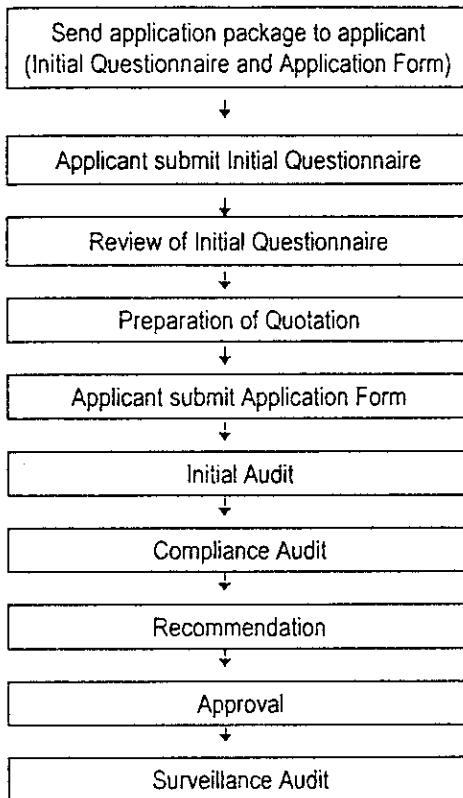 Send application package to applicant
(Initial Questionnaire and Application Form)
Applicant submit Initial Questionnaire
Review of Initial Questionnaire
Preparation of Quotation
Applicant submit Application Form
Initial Audit
Compliance Audit
Recommendation
Approval
Surveillance Audit